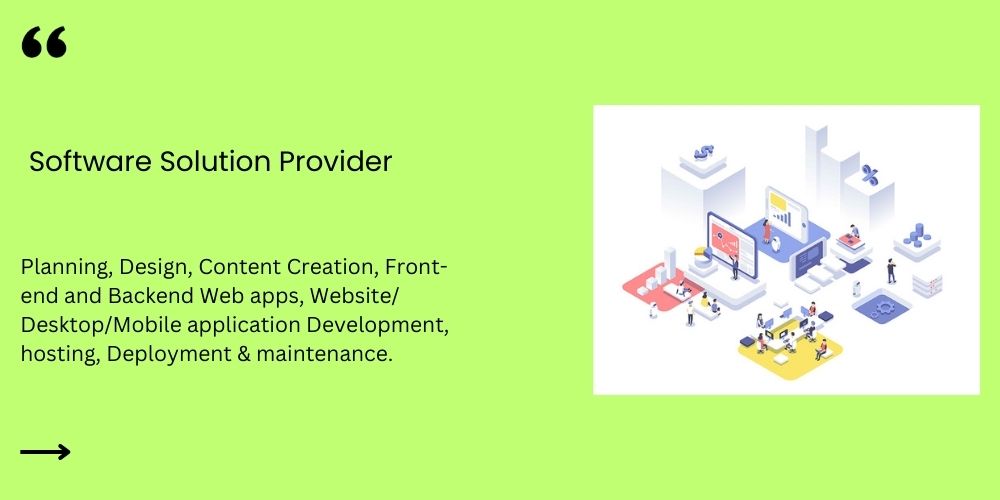 “
Software Solution Provider
Planning, Design, Content Creation, Front-
end and Backend Web apps, Website/
Desktop/Mobile application Development,
hosting, Deployment & maintenance.
$
%